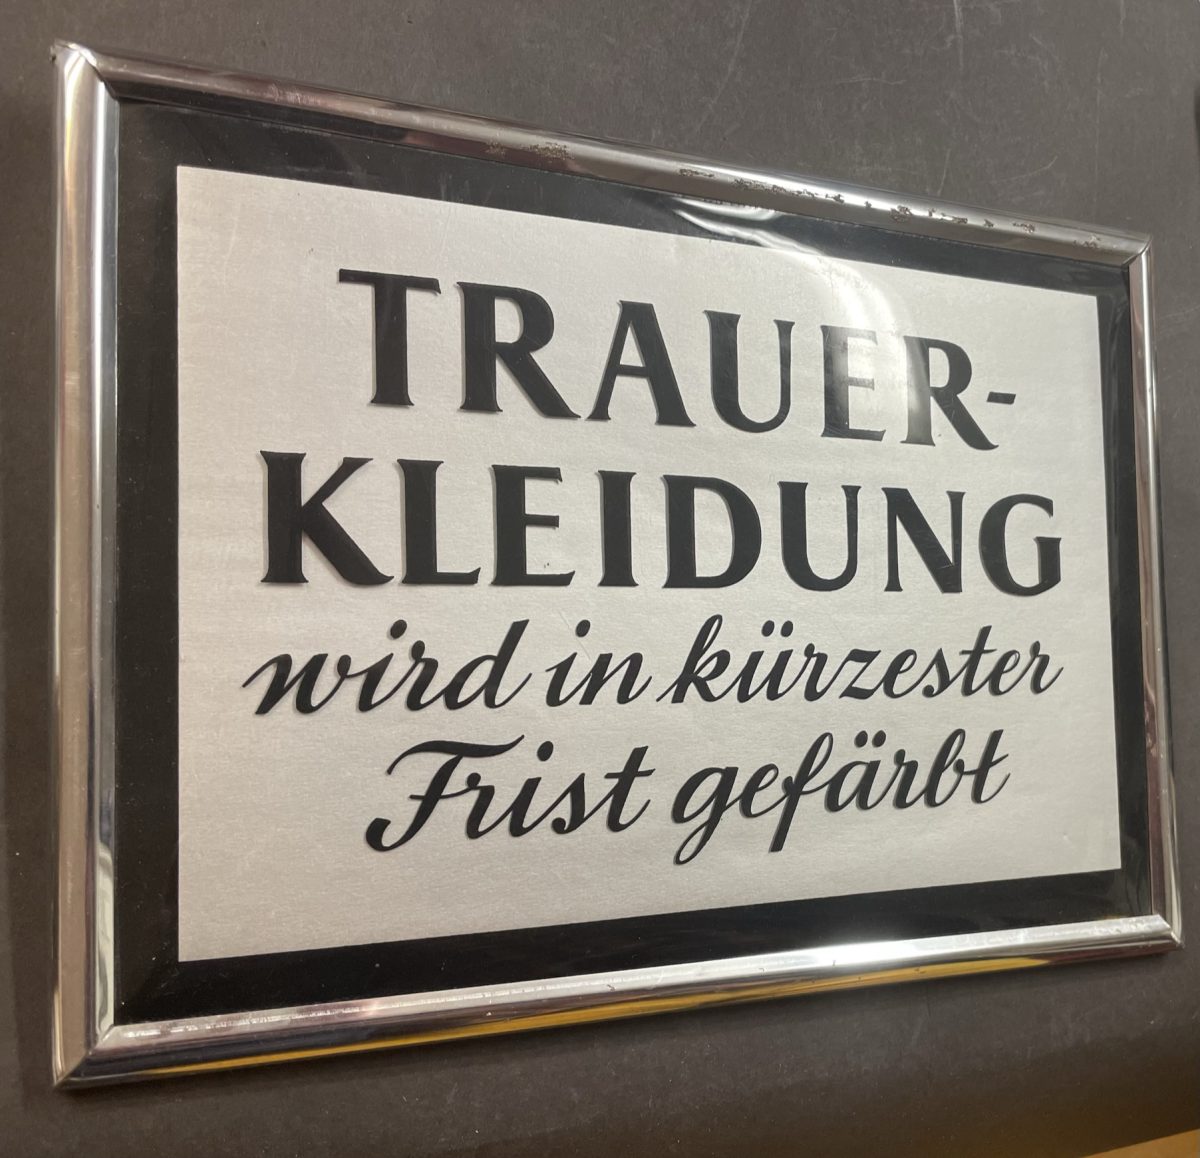 TRAUER-
KLEIDUNG
wird in kürzester
Frist gefärbt